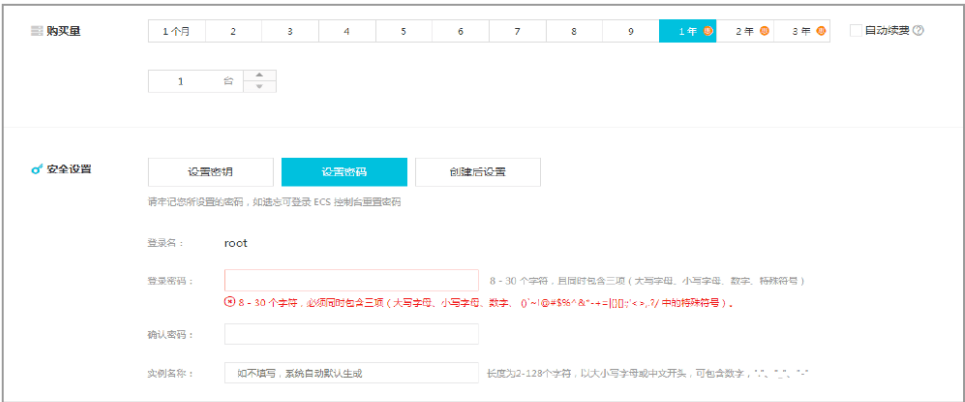 购买量 1个月 2 3 4 5 6 7 8 9 1年 2年 3年 自动续费
1 台
安全设置 设置密钥 设置密码 创建后设置
请牢记您所设置的密码，如遗忘可登录 ECS 控制台重置密码
登录名： root
登录密码： 8 - 30 个字符，且同时包含三项（大写字母、小写字母、数字、特殊符号）
8 - 30 个字符，必须同时包含三项（大写字母、小写字母、数字、 ()`~!@#$%^&*-+=|{}[]:;'<>,.?/ 中的特殊符号）。
确认密码：
实例名称： 如不填写，系统自动默认生成 长度为2-128个字符，以大小写字母或中文开头，可包含数字，"."、"_"、"-"